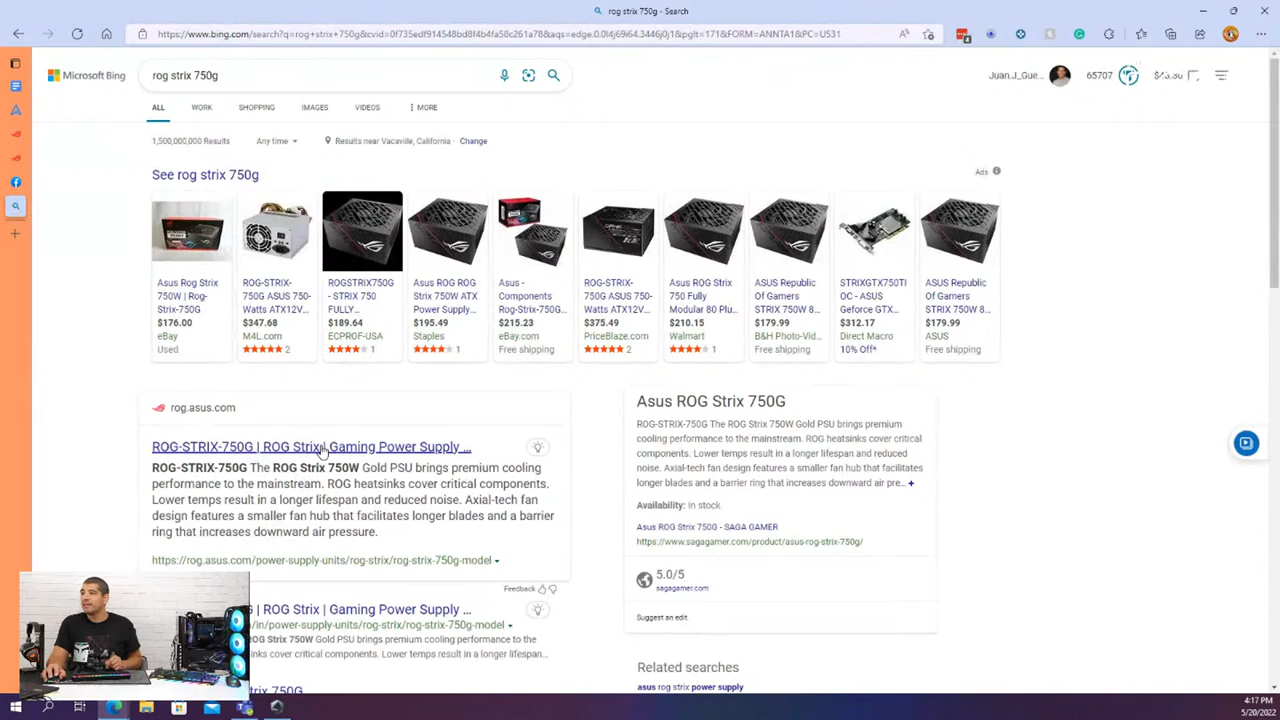 rog strix 750g - Search
https://www.bing.com/search?q=rog+strix+750g&cvid=0f735edf914548bd8f4b4fa58c261a78&aqs=edge.0.0l4j69i64.3446j0j1&pglt=171&FORM=ANNTA1&PC=U531
Microsoft Bing
rog strix 750g
Juan.J_Gue...
65707
ALL
WORK
SHOPPING
IMAGES
VIDEOS
MORE
1,500,000,000 Results
Any time
Results near Vacaville, California
Change
See rog strix 750g
Ads
Asus Rog Strix
750W | Rog-
Strix-750G
$176.00
eBay
Used
ROG-STRIX-
750G ASUS 750-
Watts ATX12V...
$347.68
M4L.com
2
ROGSTRIX750G
- STRIX 750
FULLY...
$189.64
ECPROF-USA
1
Asus ROG ROG
Strix 750W ATX
Power Supply...
$195.49
Staples
1
Asus -
Components
Rog-Strix-750G...
$215.23
eBay.com
Free shipping
ROG-STRIX-
750G ASUS 750-
Watts ATX12V...
$375.49
PriceBlaze.com
2
Asus ROG Strix
750 Fully
Modular 80 Plu...
$210.15
Walmart
1
ASUS Republic
Of Gamers
STRIX 750W 8...
$179.99
B&H Photo-Vid...
Free shipping
STRIXGTX750TI
OC - ASUS
Geforce GTX...
$312.17
Direct Macro
10% Off*
ASUS Republic
Of Gamers
STRIX 750W 8...
$179.99
ASUS
Free shipping
rog.asus.com
ROG-STRIX-750G | ROG Strix | Gaming Power Supply ...
ROG-STRIX-750G The ROG Strix 750W Gold PSU brings premium cooling
performance to the mainstream. ROG heatsinks cover critical components.
Lower temps result in a longer lifespan and reduced noise. Axial-tech fan
design features a smaller fan hub that facilitates longer blades and a barrier
ring that increases downward air pressure.
https://rog.asus.com/power-supply-units/rog-strix/rog-strix-750g-model
Feedback
| ROG Strix | Gaming Power Supply ...
/in/power-supply-units/rog-strix/rog-strix-750g-model
ROG Strix 750W Gold PSU brings premium cooling performance to the
inks cover critical components. Lower temps result in a longer lifespan...
rix 750G
Asus ROG Strix 750G
ROG-STRIX-750G The ROG Strix 750W Gold PSU brings premium
cooling performance to the mainstream. ROG heatsinks cover critical
components. Lower temps result in a longer lifespan and reduced
noise. Axial-tech fan design features a smaller fan hub that facilitates
longer blades and a barrier ring that increases downward air pre... +
Availability: In stock
Asus ROG Strix 750G - SAGA GAMER
https://www.sagagamer.com/product/asus-rog-strix-750g/
5.0/5
sagagamer.com
Suggest an edit
Related searches
asus rog strix power supply
4:17 PM
5/20/2022